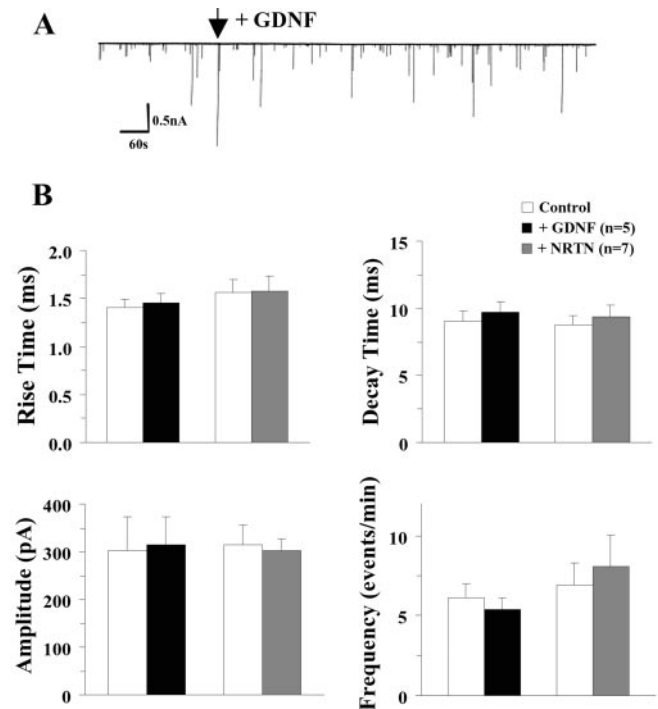 A
+ GDNF
0.5nA
60s
B
Control
+ GDNF (n=5)
+ NRTN (n=7)
Rise Time (ms)
2.0
1.5
1.0
0.5
0.0
Decay Time (ms)
15
10
5
0
Amplitude (pA)
400
300
200
100
0
Frequency (events/min)
10
5
0